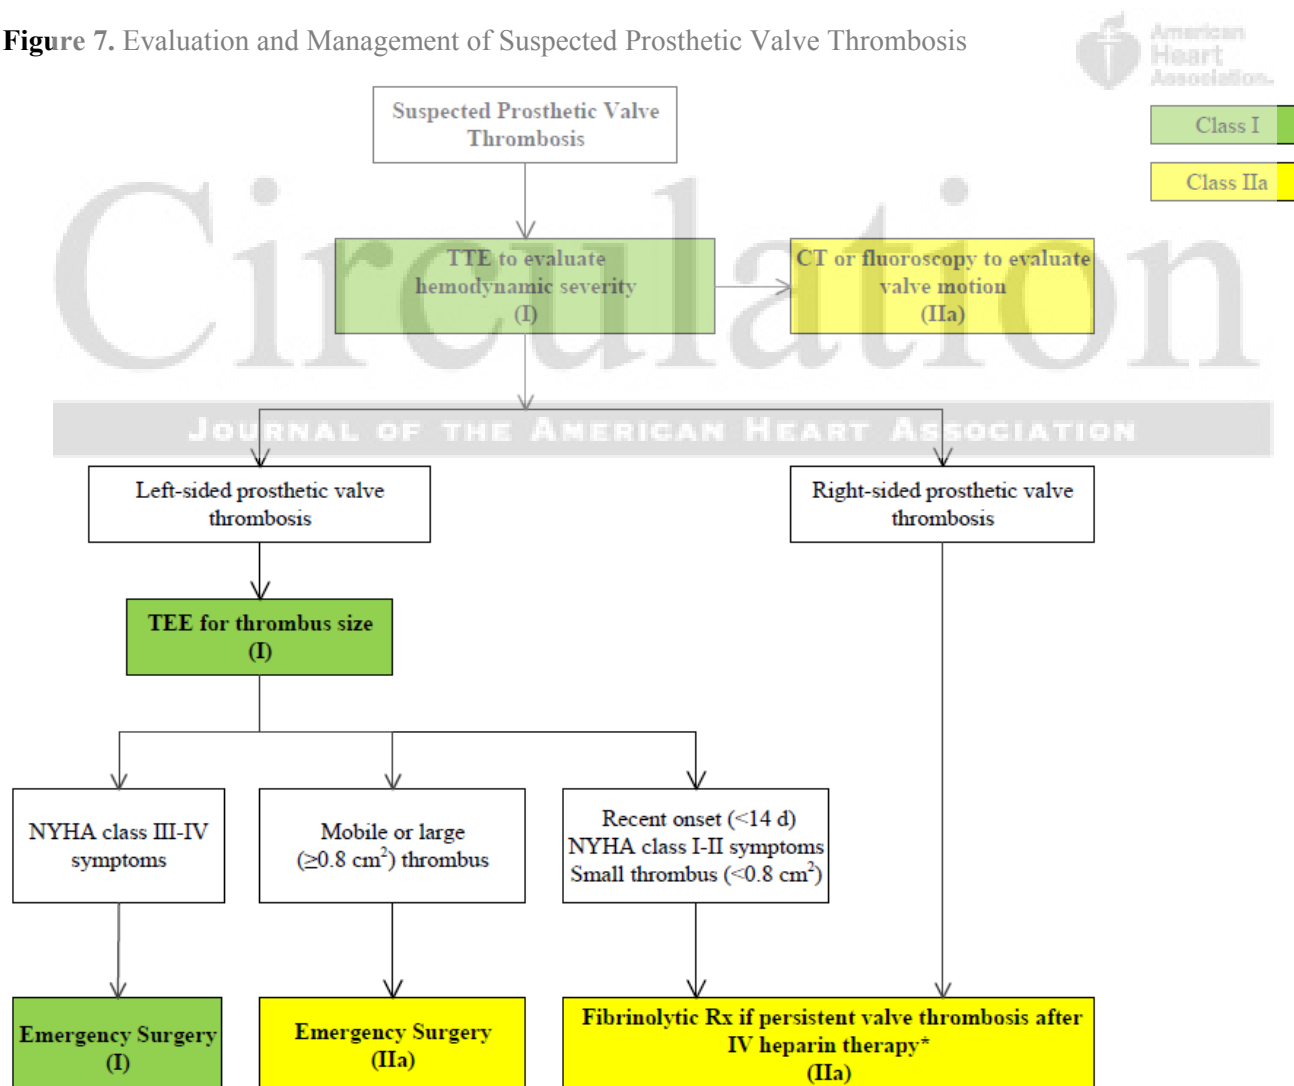 Figure 7. Evaluation and Management of Suspected Prosthetic Valve Thrombosis
American
Heart
Association®
Suspected Prosthetic Valve
Thrombosis
Class I
Class IIa
Circulation
TTE to evaluate
hemodynamic severity
(I)
CT or fluoroscopy to evaluate
valve motion
(IIa)
JOURNAL OF THE AMERICAN HEART ASSOCIATION
Left-sided prosthetic valve
thrombosis
Right-sided prosthetic valve
thrombosis
TEE for thrombus size
(I)
NYHA class III-IV
symptoms
Mobile or large
(≥0.8 cm²) thrombus
Recent onset (<14 d)
NYHA class I-II symptoms
Small thrombus (<0.8 cm²)
Emergency Surgery
(I)
Emergency Surgery
(IIa)
Fibrinolytic Rx if persistent valve thrombosis after
IV heparin therapy*
(IIa)